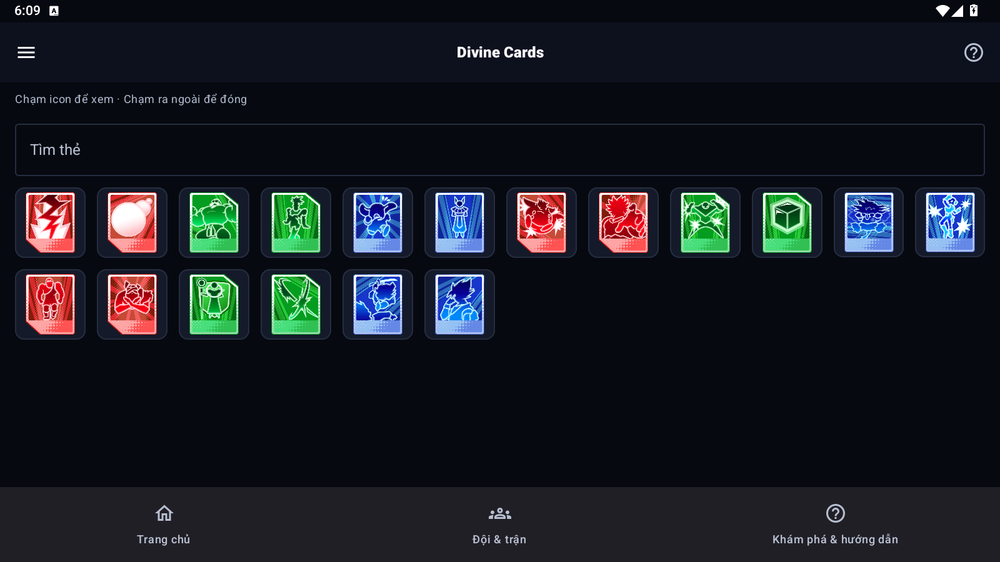 6:09
Divine Cards
Chạm icon để xem · Chạm ra ngoài để đóng
Tìm thẻ
Trang chủ
Đội & trận
Khám phá & hướng dẫn